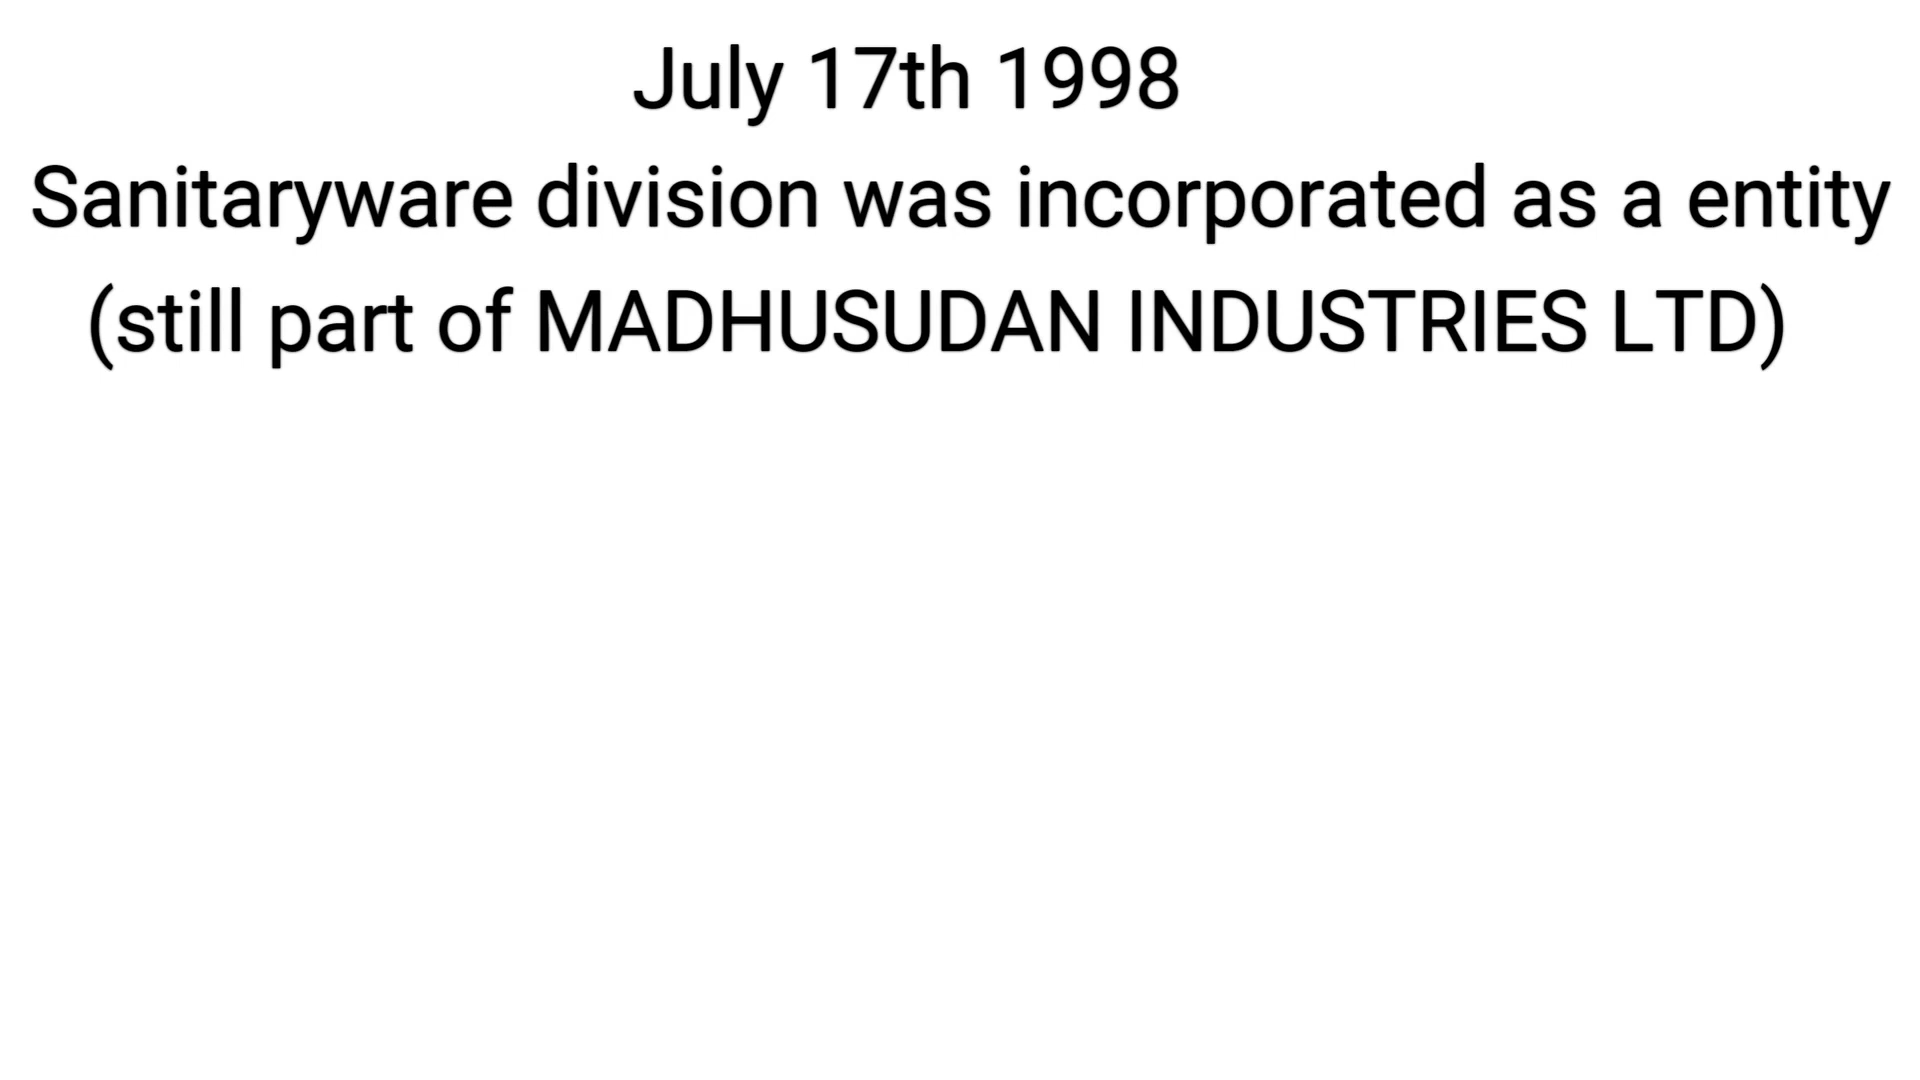 July 17th 1998
Sanitaryware division was incorporated as a entity
(still part of MADHUSUDAN INDUSTRIES LTD)